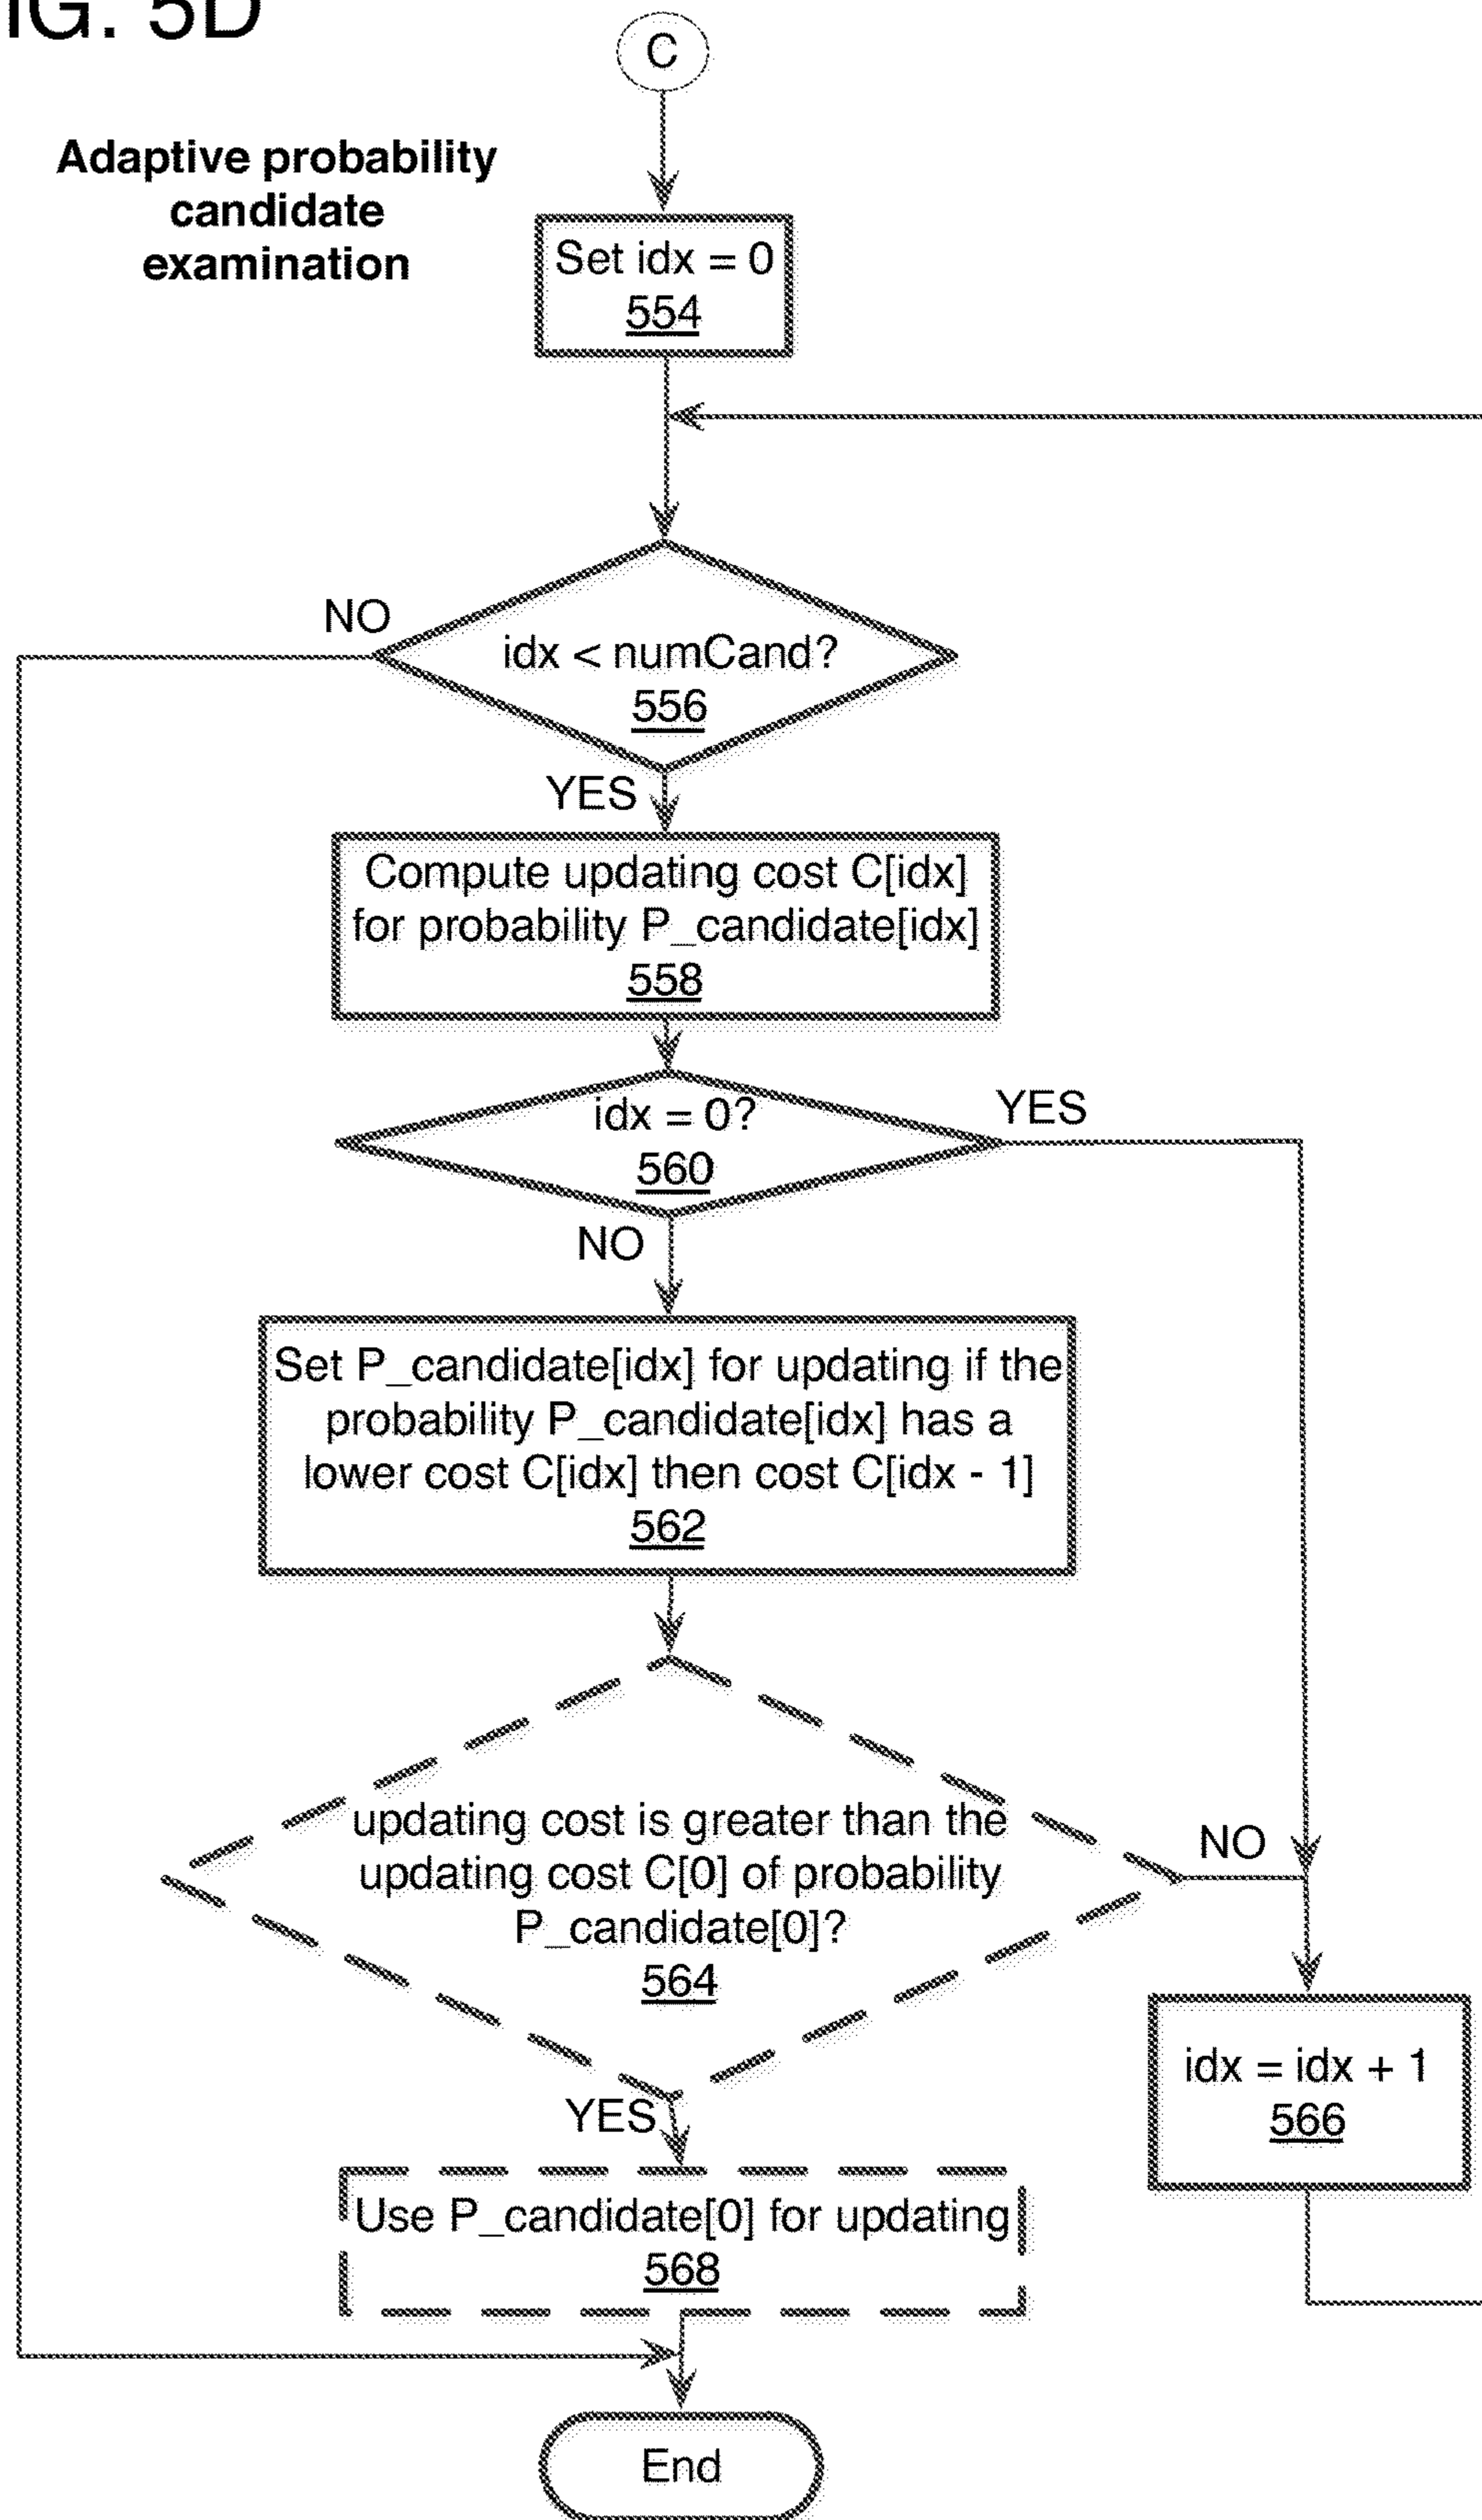 IG. 5D
C
Adaptive probability
candidate
examination
Set idx = 0
554
NO
idx < numCand?
556
YES
Compute updating cost C[idx]
for probability P_candidate[idx]
558
idx = 0?
560
YES
NO
Set P_candidate[idx] for updating if the
probability P_candidate[idx] has a
lower cost C[idx] then cost C[idx - 1]
562
updating cost is greater than the
updating cost C[0] of probability
P_candidate[0]?
564
NO
idx = idx + 1
566
YES
Use P_candidate[0] for updating
568
End